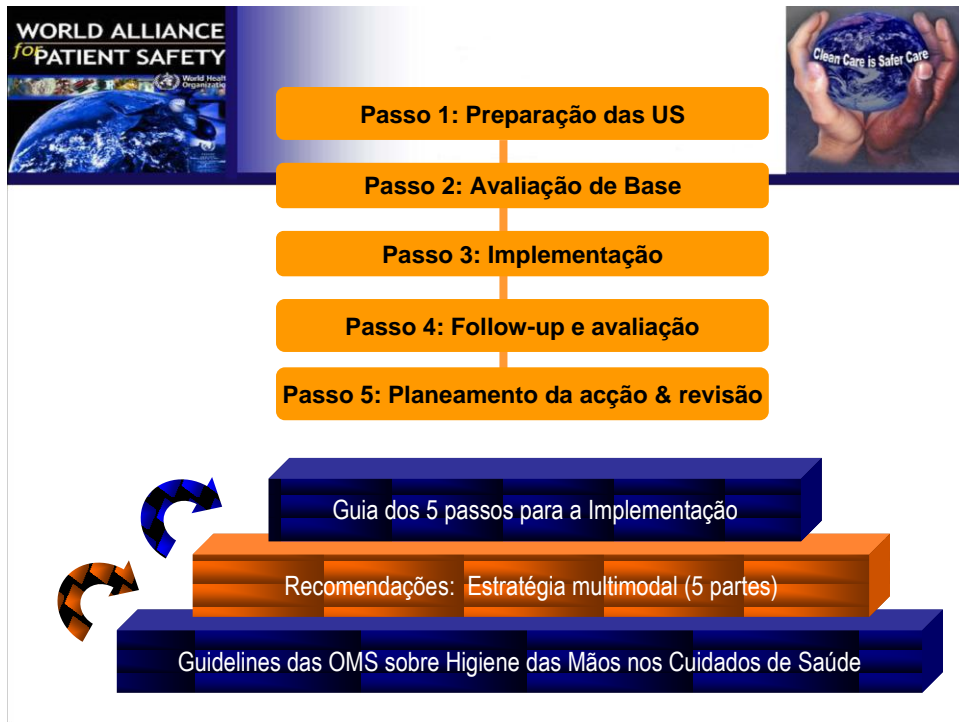 WORLD ALLIANCE
for PATIENT SAFETY
World Health
Organizatio
Clean Care is Safer Care
Passo 1: Preparação das US
Passo 2: Avaliação de Base
Passo 3: Implementação
Passo 4: Follow-up e avaliação
Passo 5: Planeamento da acção & revisão
Guia dos 5 passos para a Implementação
Recomendações: Estratégia multimodal (5 partes)
Guidelines das OMS sobre Higiene das Mãos nos Cuidados de Saúde